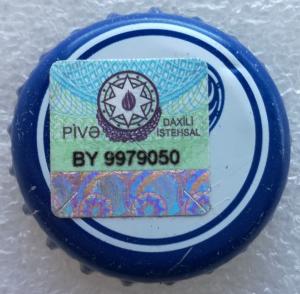 PİVƏ
DAXİLİ
İSTEHSAL
BY 9979050